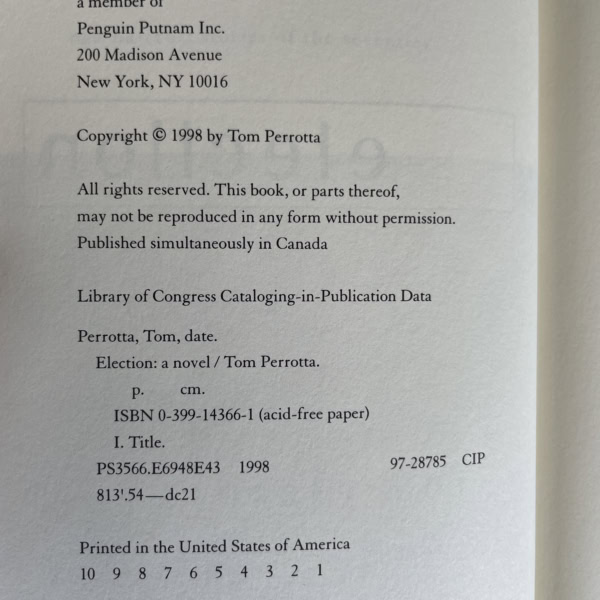 a member of
Penguin Putnam Inc.
200 Madison Avenue
New York, NY 10016
Copyright © 1998 by Tom Perrotta
All rights reserved. This book, or parts thereof,
may not be reproduced in any form without permission.
Published simultaneously in Canada
Library of Congress Cataloging-in-Publication Data
Perrotta, Tom, date.
Election: a novel / Tom Perrotta.
p. cm.
ISBN 0-399-14366-1 (acid-free paper)
I. Title.
PS3566.E6948E43 1998 97-28785 CIP
813'.54—dc21
Printed in the United States of America
10 9 8 7 6 5 4 3 2 1